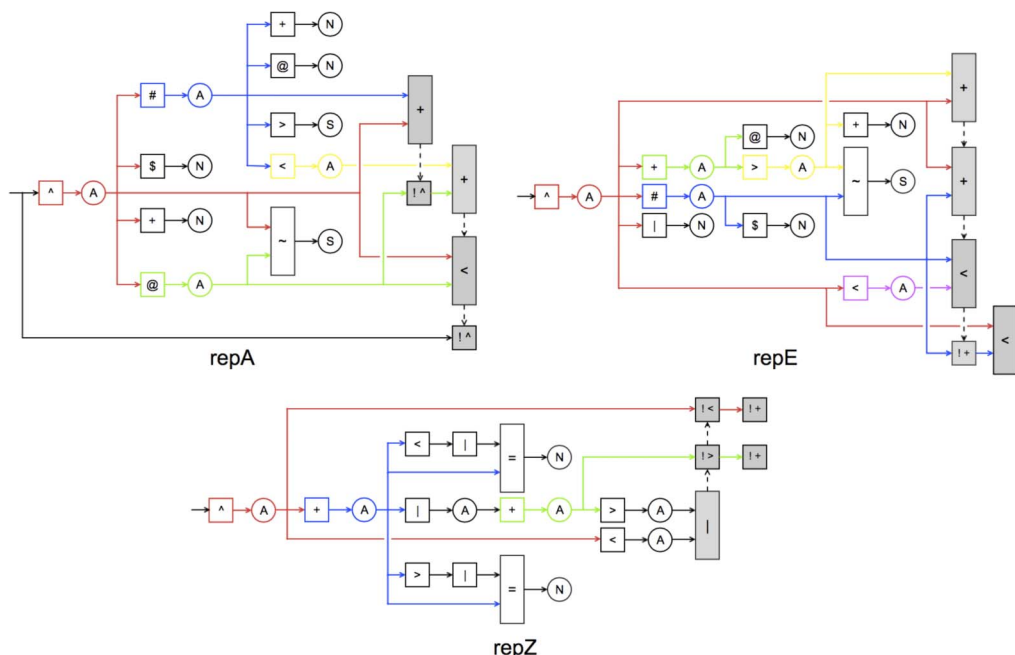 + N
@ N
# A
> S
$ N
< A
^ A
+ N
~ S
@ A
+
! ^
+
<
! ^
repA
+
@ N
+ N
+ A
> A
~ S
+
^ A
# A
| N
$ N
< A
<
! +
<
repE
! < ! +
< |
= N
! > ! +
^ A
+ A
| A
+ A
> A
|
< A
> |
= N
repZ